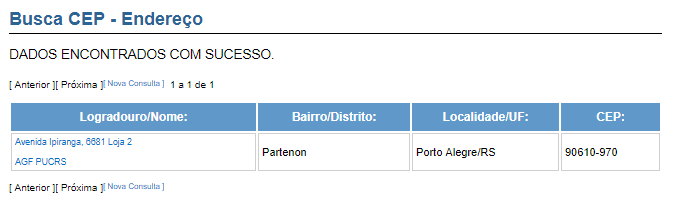 Busca CEP - Endereço
DADOS ENCONTRADOS COM SUCESSO.
[ Anterior ][ Próxima ][ Nova Consulta ] 1 a 1 de 1
Logradouro/Nome: Bairro/Distrito: Localidade/UF: CEP:
Avenida Ipiranga, 6681 Loja 2
AGF PUCRS
Partenon Porto Alegre/RS 90610-970
[ Anterior ][ Próxima ][ Nova Consulta ]